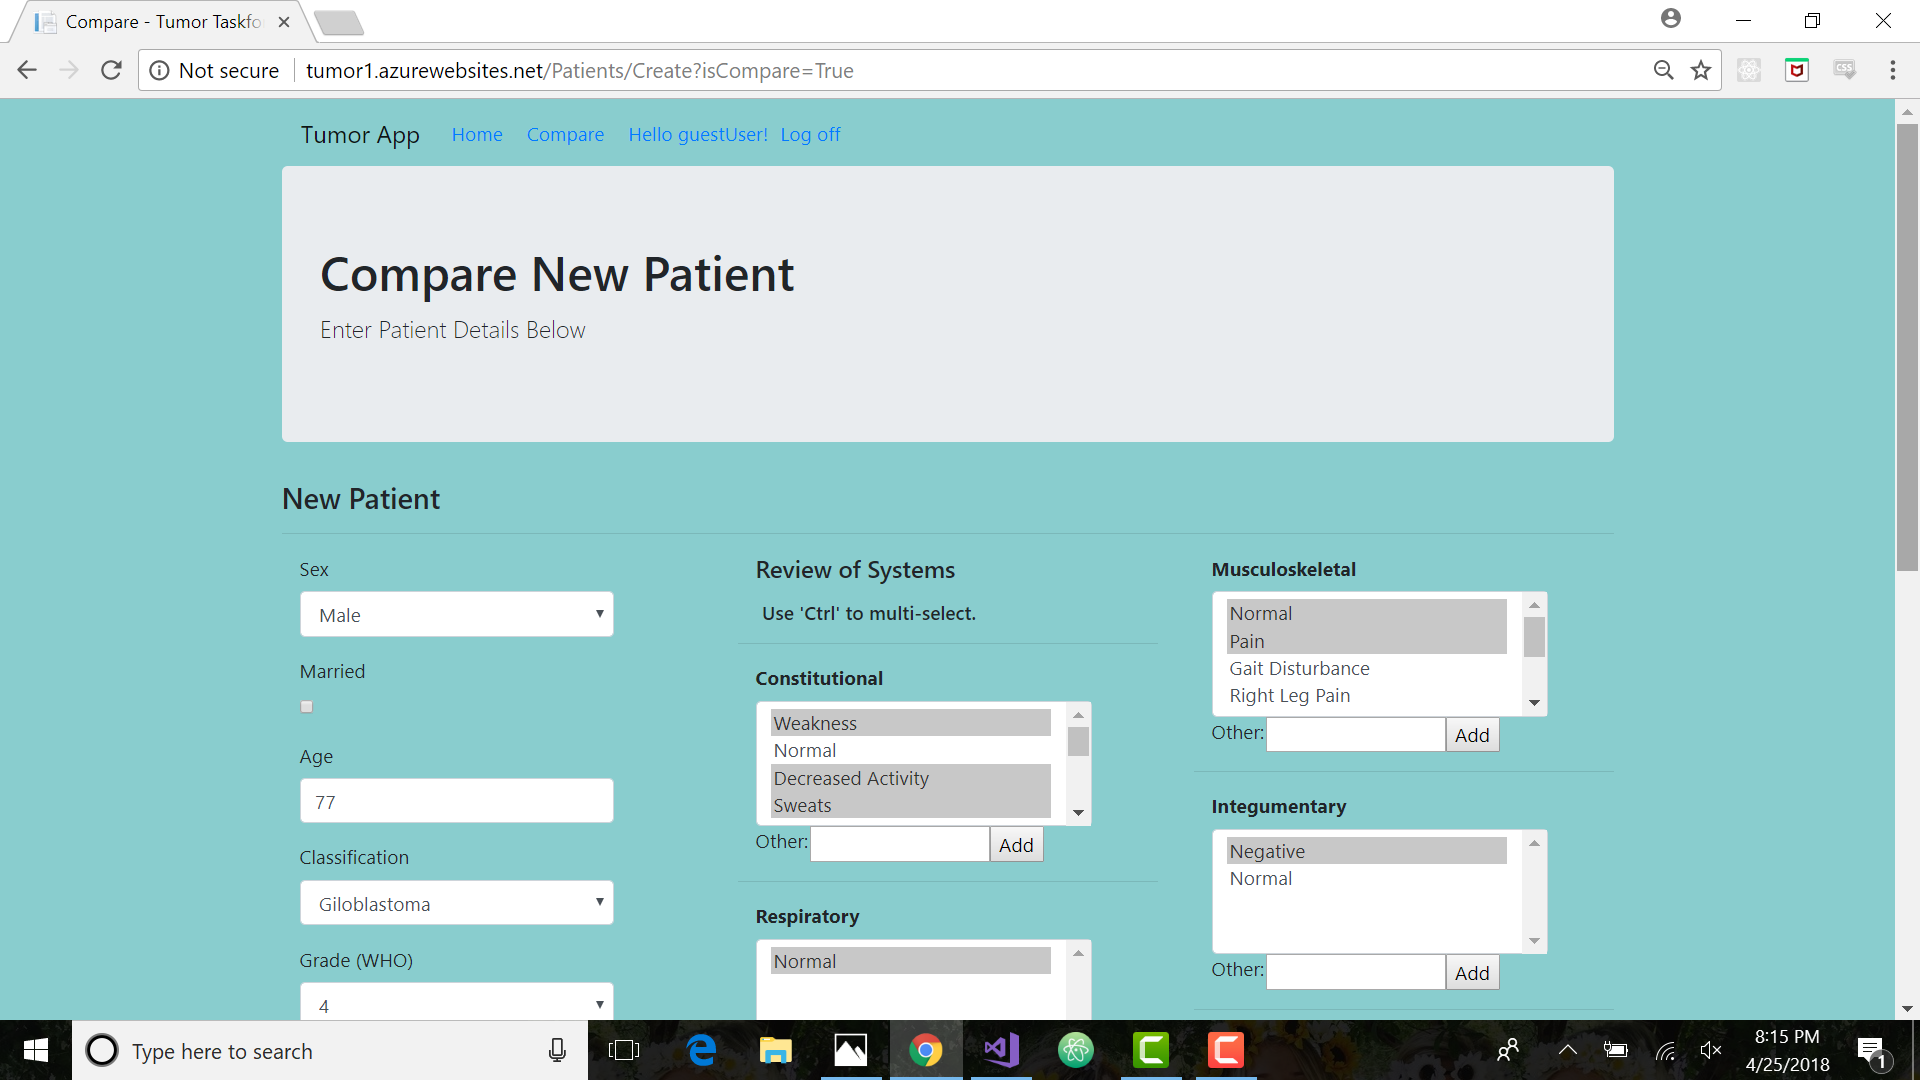 Compare - Tumor Taskfo
Not secure
tumor1.azurewebsites.net/Patients/Create?isCompare=True
Tumor App Home Compare Hello guestUser! Log off
Compare New Patient
Enter Patient Details Below
New Patient
Sex
Male
Married
Age
77
Classification
Giloblastoma
Grade (WHO)
4
Review of Systems
Use 'Ctrl' to multi-select.
Constitutional
Weakness
Normal
Decreased Activity
Sweats
Other: Add
Respiratory
Normal
Musculoskeletal
Normal
Pain
Gait Disturbance
Right Leg Pain
Other: Add
Integumentary
Negative
Normal
Other: Add
Type here to search
8:15 PM
4/25/2018
1